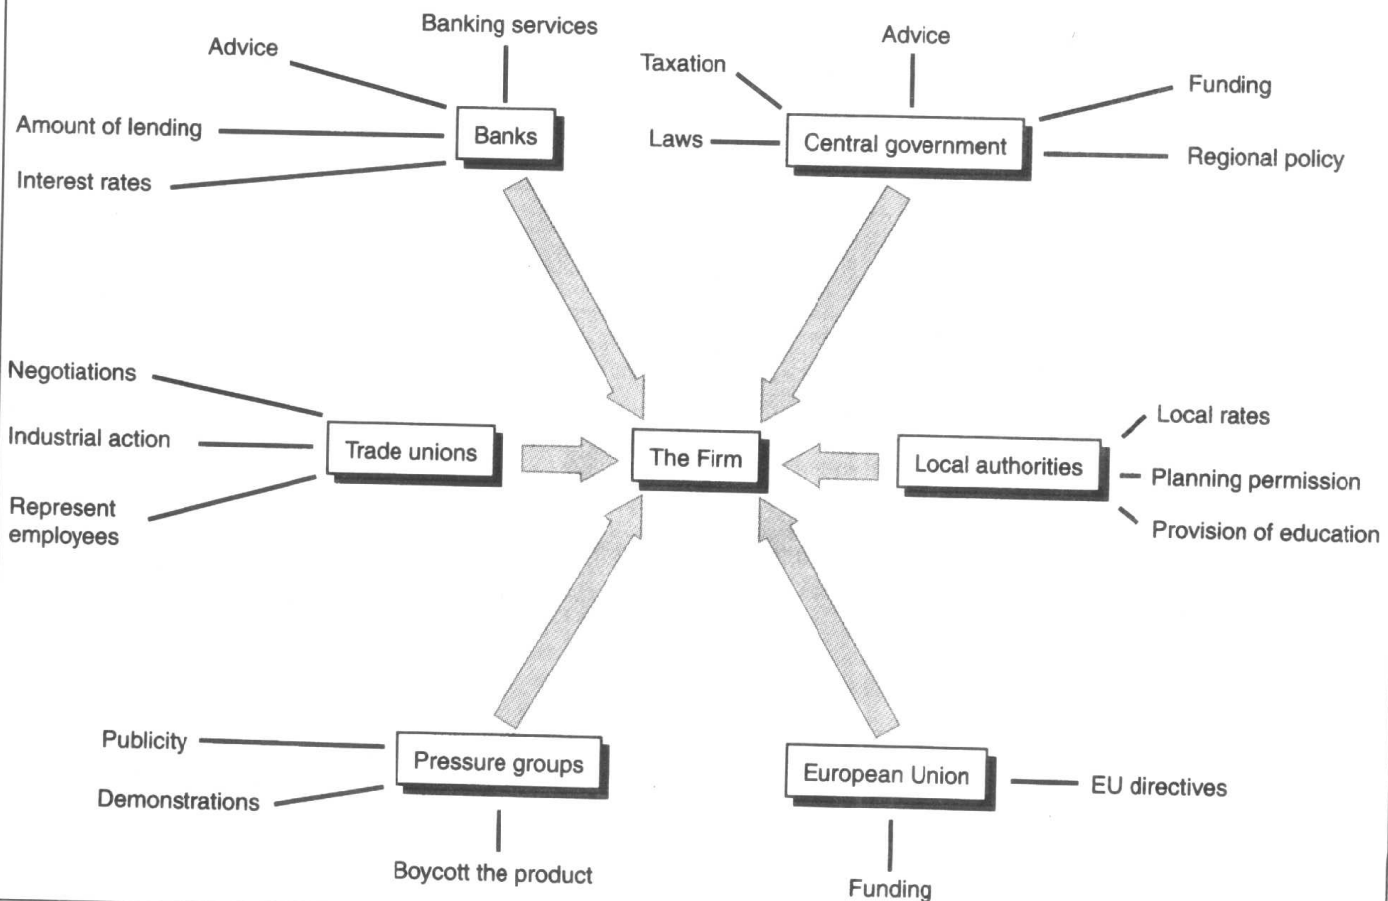 Banking services
Advice
Advice
Taxation
Funding
Amount of lending
Banks
Laws
Central government
Regional policy
Interest rates
Negotiations
Local rates
Industrial action
Trade unions
The Firm
Local authorities
Planning permission
Represent
employees
Provision of education
Publicity
Pressure groups
European Union
EU directives
Demonstrations
Boycott the product
Funding